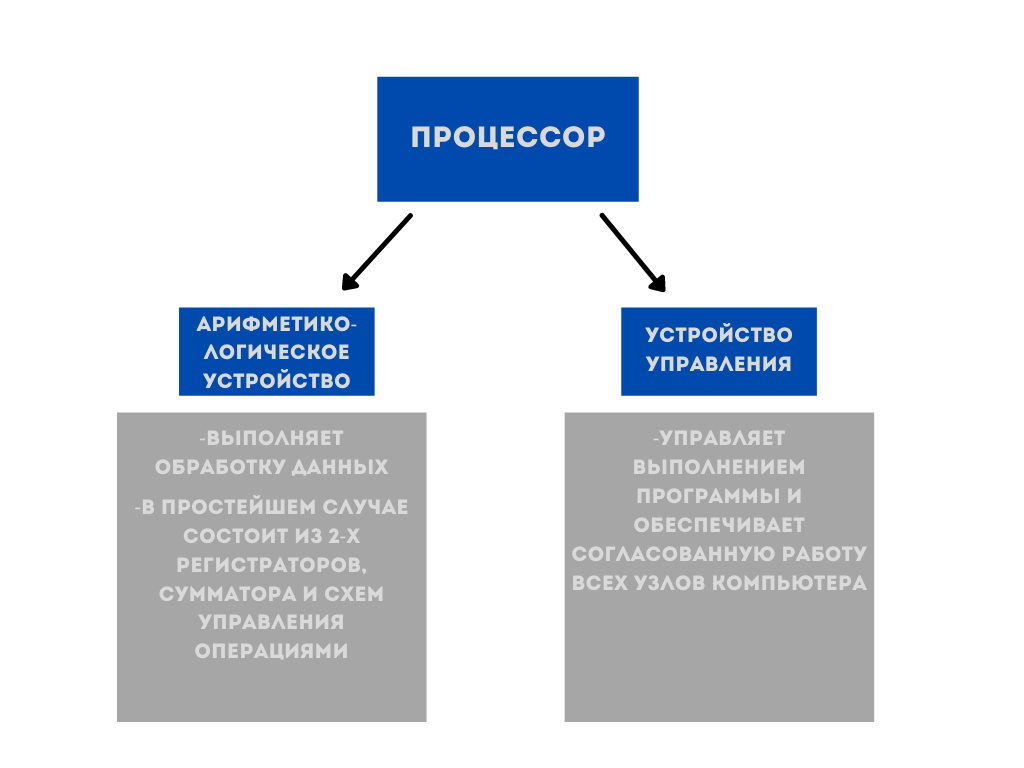 ПРОЦЕССОР
АРИФМЕТИКО-
ЛОГИЧЕСКОЕ
УСТРОЙСТВО
-ВЫПОЛНЯЕТ
ОБРАБОТКУ ДАННЫХ
-В ПРОСТЕЙШЕМ СЛУЧАЕ
СОСТОИТ ИЗ 2-Х
РЕГИСТРАТОРОВ,
СУММАТОРА И СХЕМ
УПРАВЛЕНИЯ
ОПЕРАЦИЯМИ
УСТРОЙСТВО
УПРАВЛЕНИЯ
-УПРАВЛЯЕТ
ВЫПОЛНЕНИЕМ
ПРОГРАММЫ И
ОБЕСПЕЧИВАЕТ
СОГЛАСОВАННУЮ РАБОТУ
ВСЕХ УЗЛОВ КОМПЬЮТЕРА